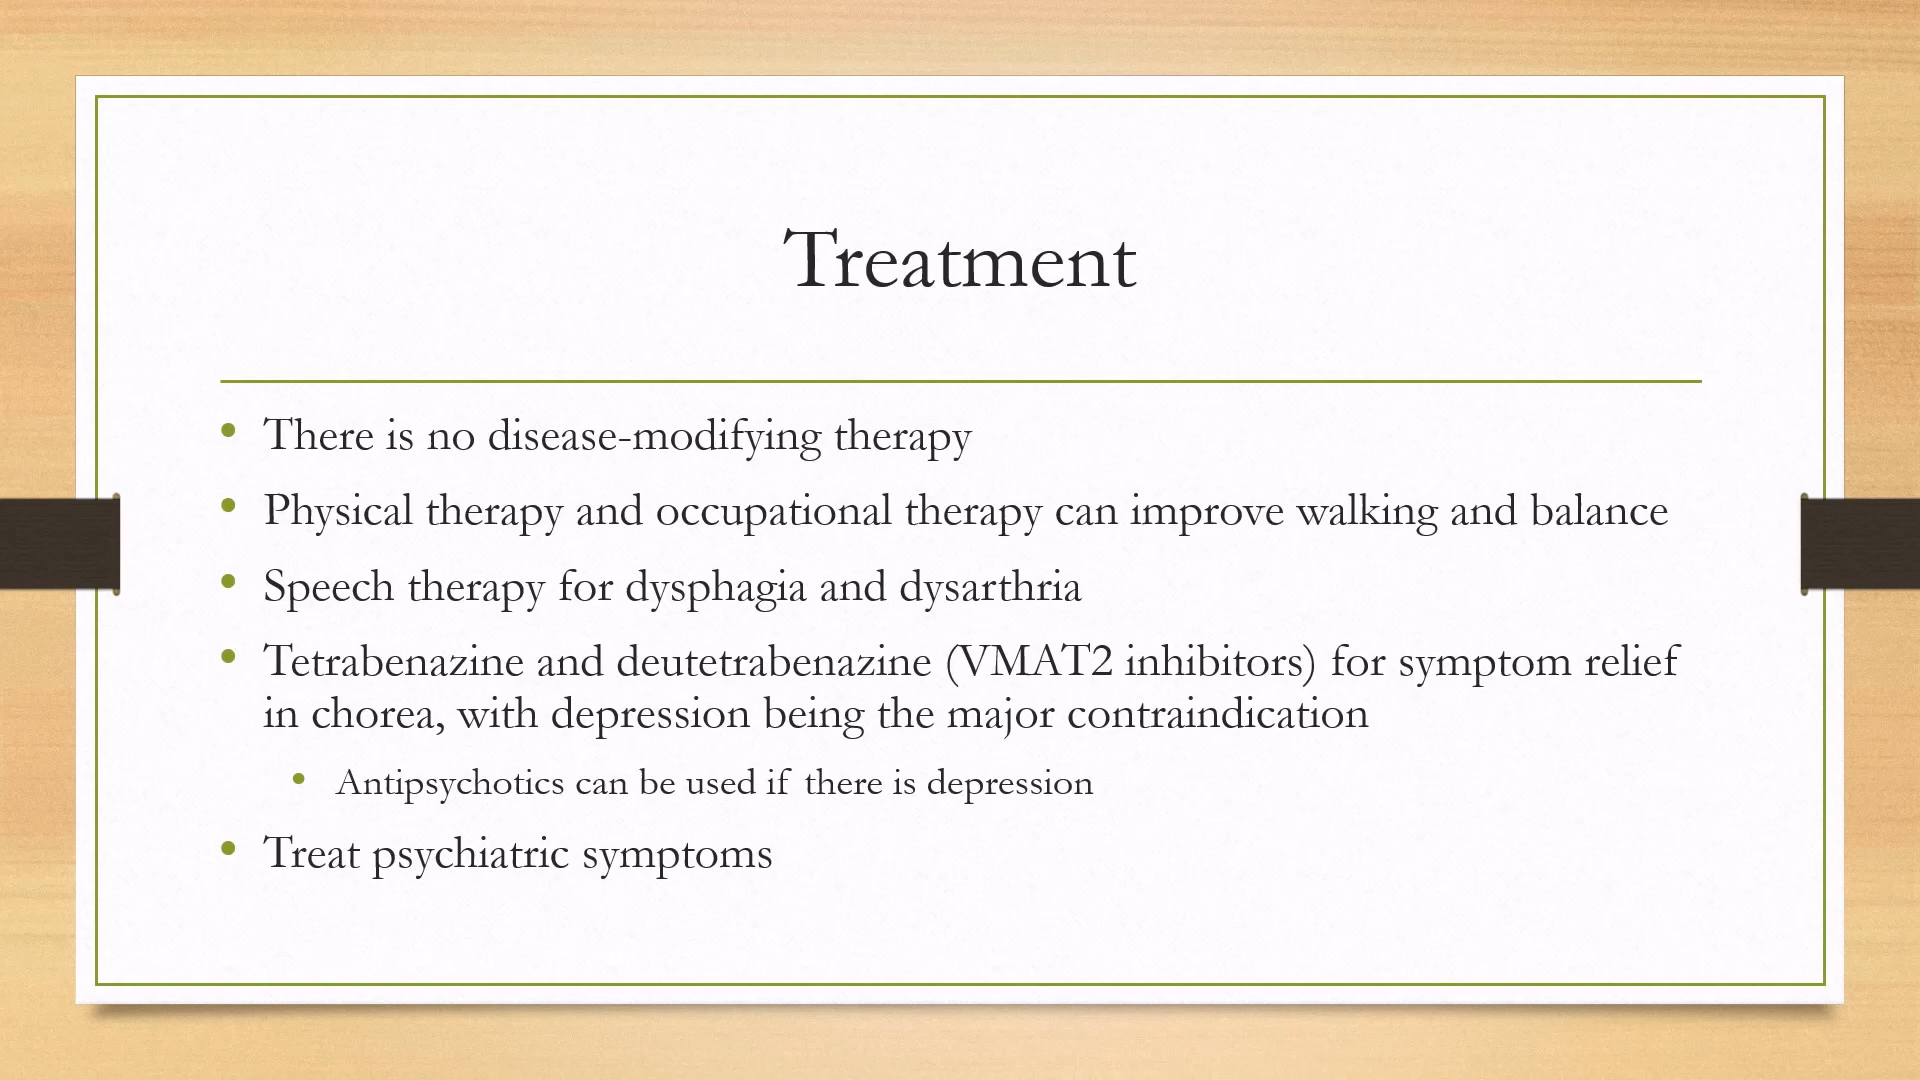 Treatment
• There is no disease-modifying therapy
• Physical therapy and occupational therapy can improve walking and balance
• Speech therapy for dysphagia and dysarthria
• Tetrabenazine and deutetrabenazine (VMAT2 inhibitors) for symptom relief
in chorea, with depression being the major contraindication
• Antipsychotics can be used if there is depression
• Treat psychiatric symptoms